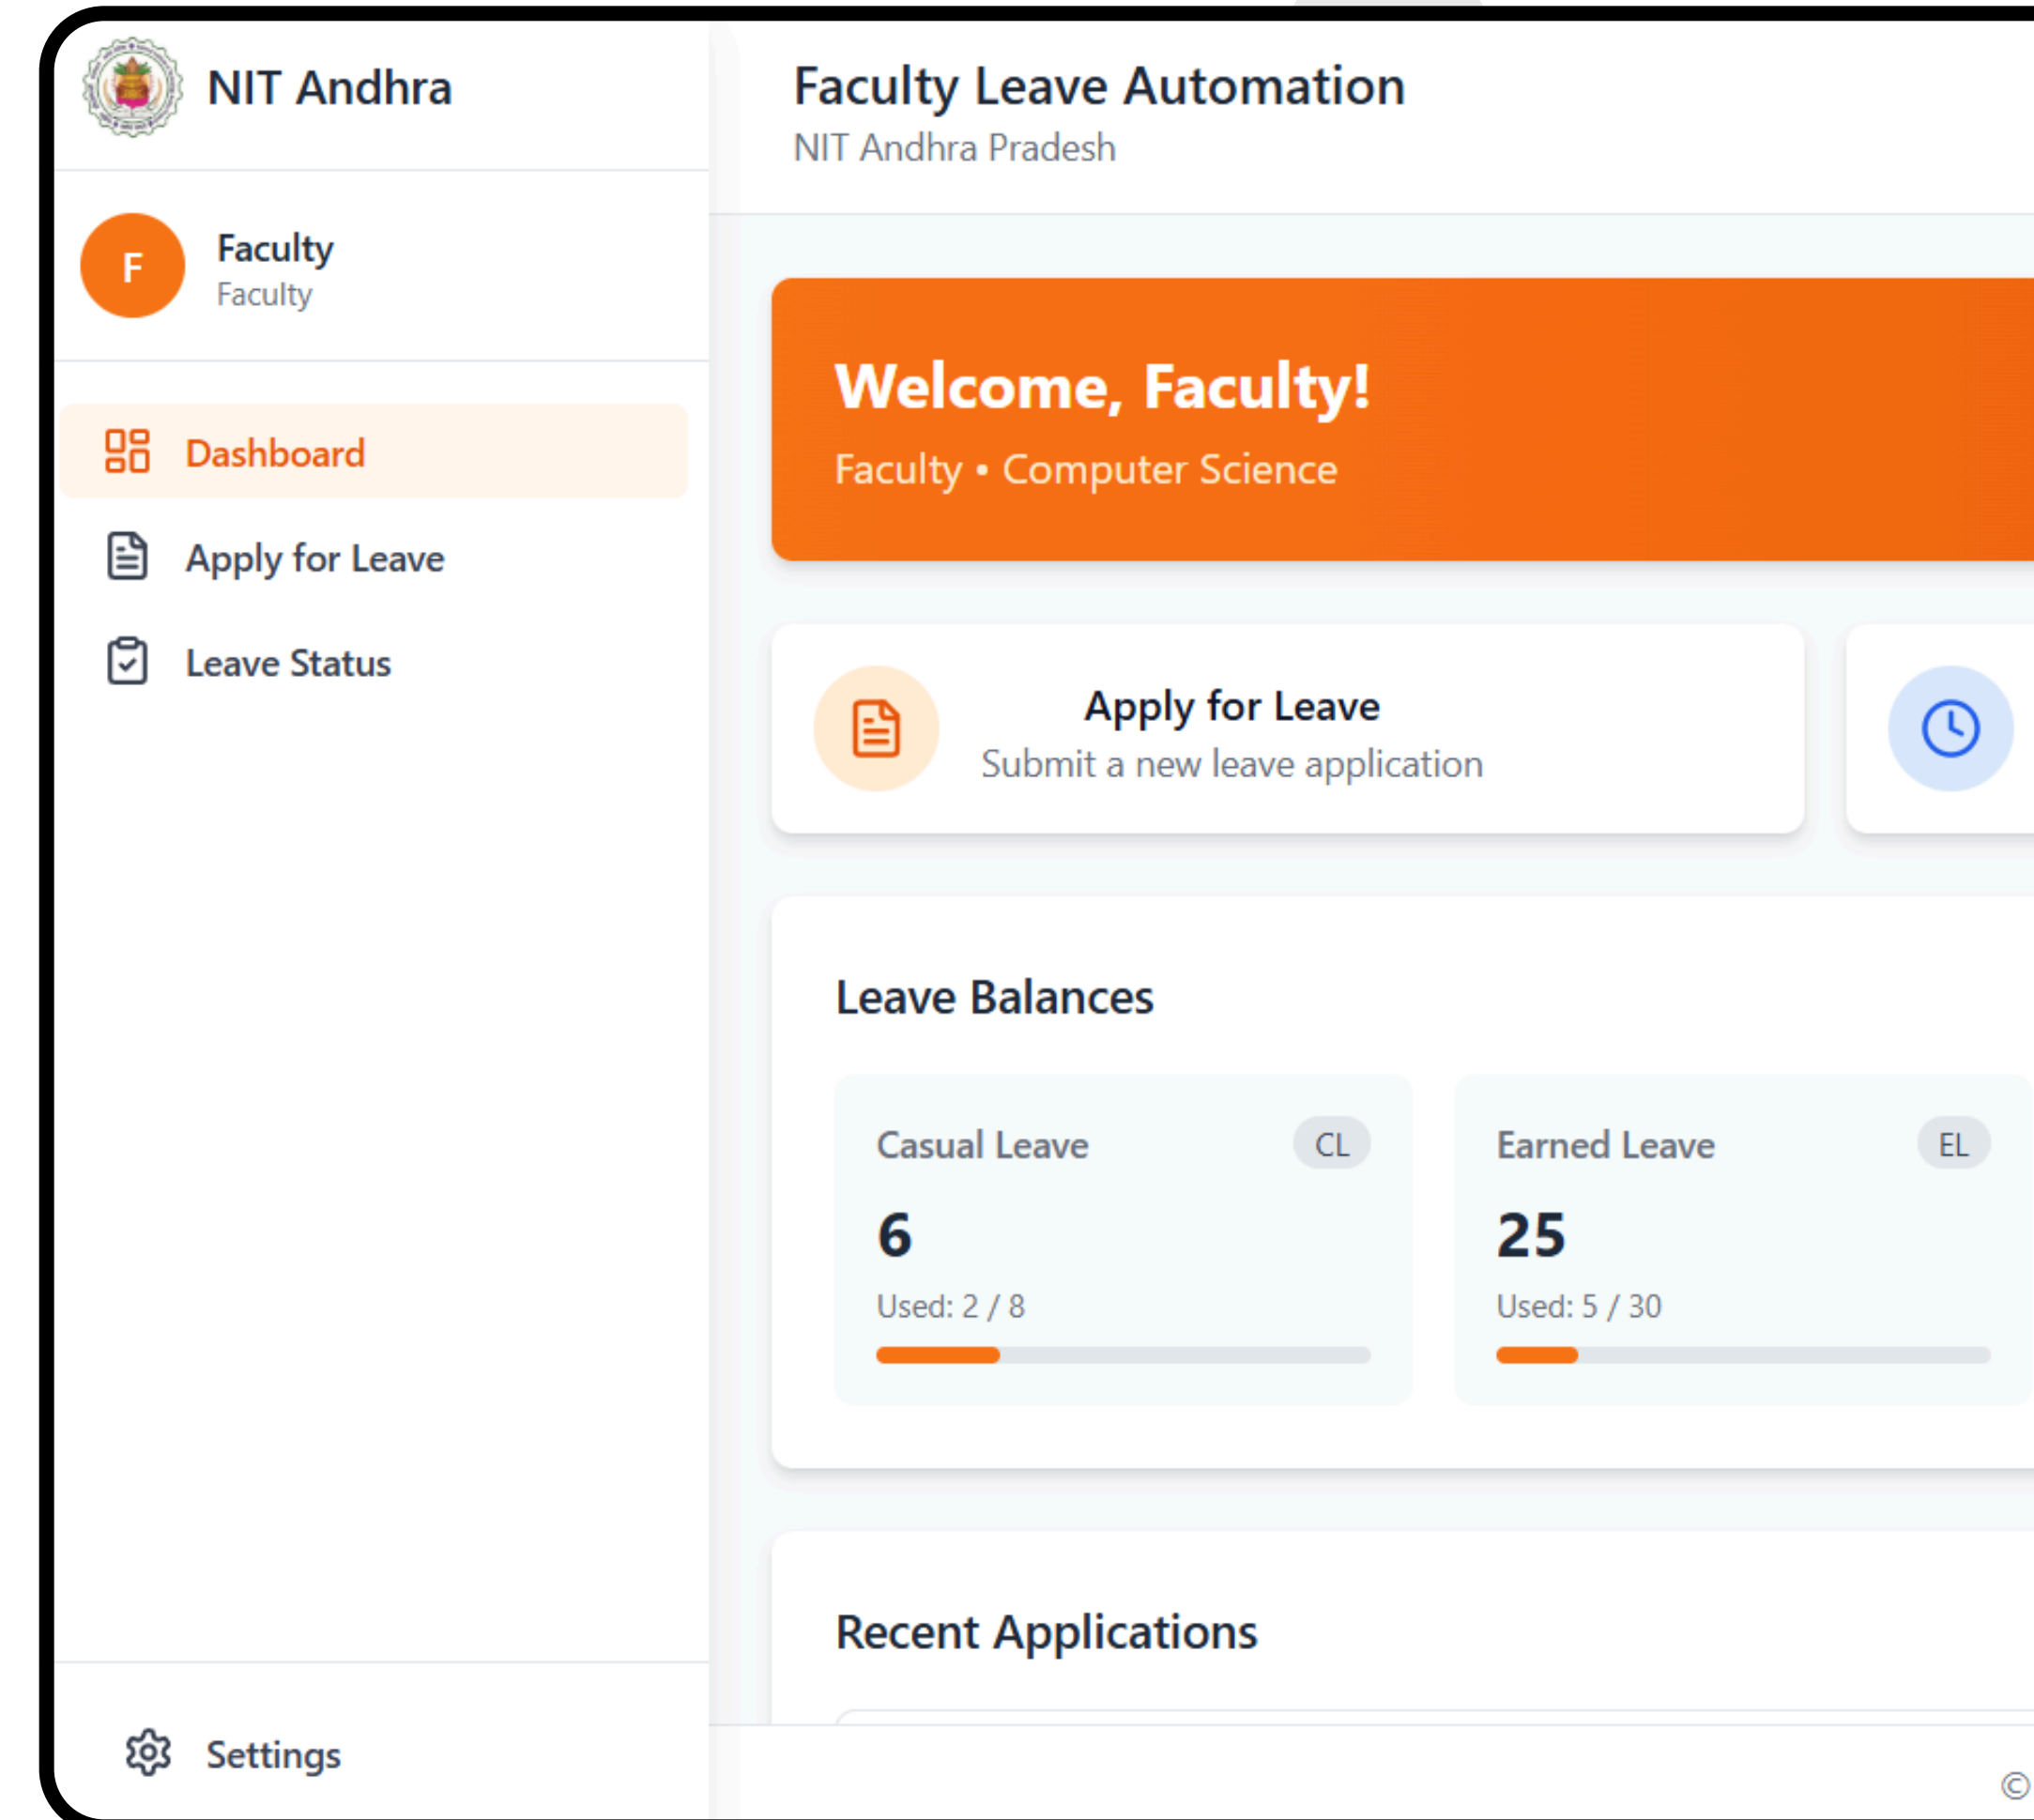 NIT Andhra
Faculty Leave Automation
NIT Andhra Pradesh
F
Faculty
Faculty
Dashboard
Apply for Leave
Leave Status
Settings
Welcome, Faculty!
Faculty • Computer Science
Apply for Leave
Submit a new leave application
Leave Balances
Casual Leave CL
6
Used: 2 / 8
Earned Leave EL
25
Used: 5 / 30
Recent Applications
©